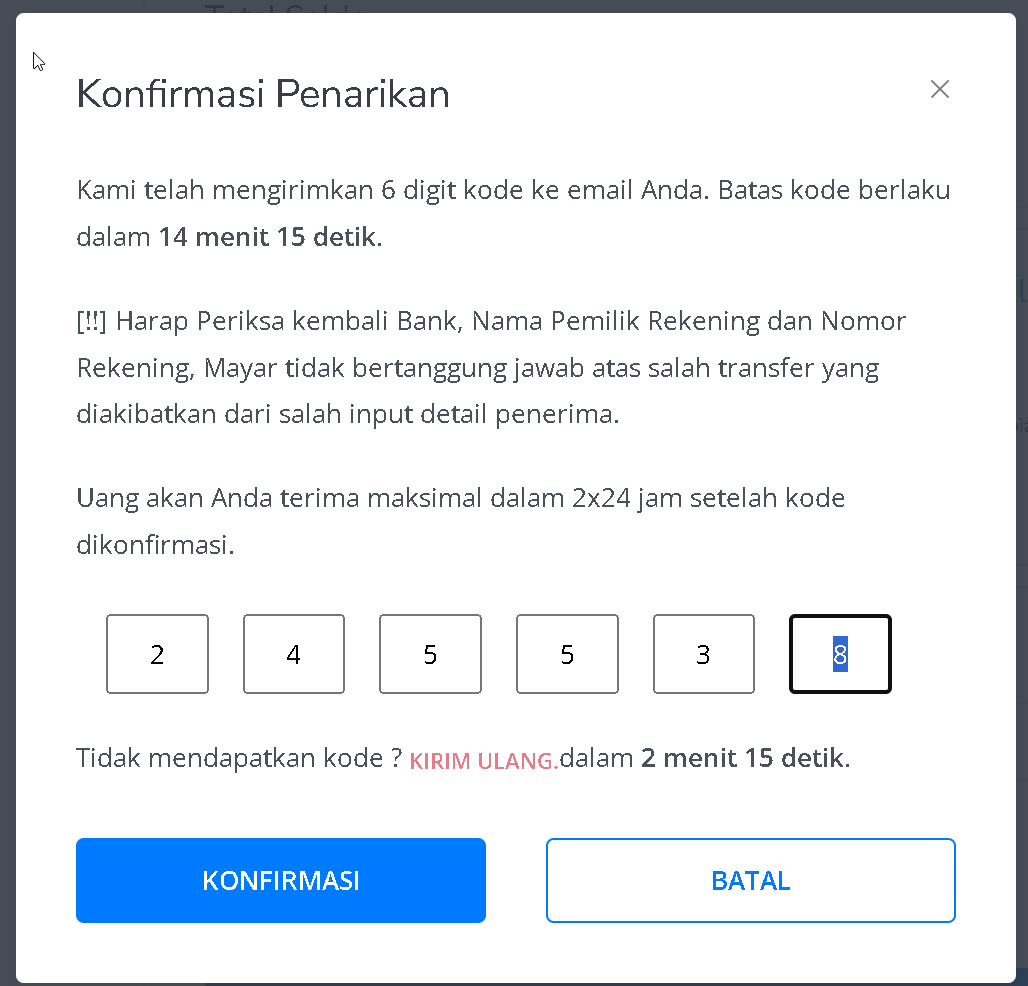 Total Saldo
Konfirmasi Penarikan
Kami telah mengirimkan 6 digit kode ke email Anda. Batas kode berlaku
dalam 14 menit 15 detik.
[!!] Harap Periksa kembali Bank, Nama Pemilik Rekening dan Nomor
Rekening, Mayar tidak bertanggung jawab atas salah transfer yang
diakibatkan dari salah input detail penerima.
Uang akan Anda terima maksimal dalam 2x24 jam setelah kode
dikonfirmasi.
2 4 5 5 3 8
Tidak mendapatkan kode ? KIRIM ULANG.dalam 2 menit 15 detik.
KONFIRMASI BATAL